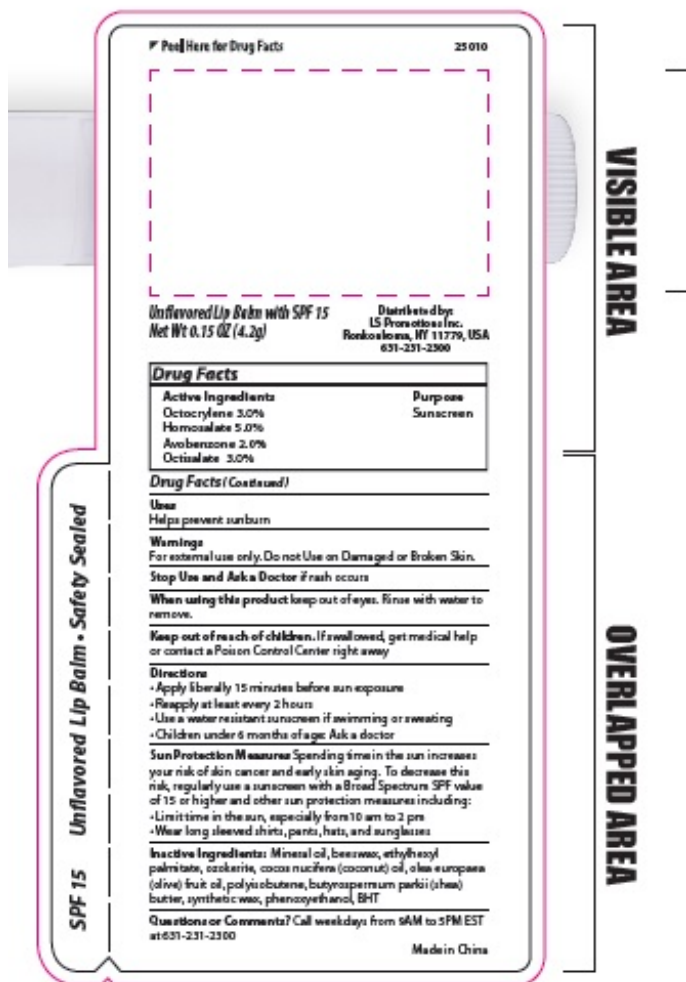 Peel Here for Drug Facts 25010
Unflavored Lip Balm with SPF 15
Net Wt 0.15 OZ (4.2g)
Distributed by:
LS Promotions Inc.
Ronkonkoma, NY 11779, USA
631-231-2300
Drug Facts
Active Ingredients Purpose
Octocrylene 3.0% Sunscreen
Homosalate 5.0%
Avobenzone 2.0%
Octisalate 3.0%
Drug Facts (Continued)
Uses
Helps prevent sunburn
Warnings
For external use only. Do not Use on Damaged or Broken Skin.
Stop Use and Ask a Doctor if rash occurs
When using this product keep out of eyes. Rinse with water to
remove.
Keep out of reach of children. If swallowed, get medical help
or contact a Poison Control Center right away
Directions
• Apply liberally 15 minutes before sun exposure
• Reapply at least every 2 hours
• Use a water resistant sunscreen if swimming or sweating
• Children under 6 months of age: Ask a doctor
Sun Protection Measures Spending time in the sun increases
your risk of skin cancer and early skin aging. To decrease this
risk, regularly use a sunscreen with a Broad Spectrum SPF value
of 15 or higher and other sun protection measures including:
• Limit time in the sun, especially from 10 am to 2 pm
• Wear long sleeved shirts, pants, hats, and sunglasses
Inactive Ingredients: Mineral oil, beeswax, ethylhexyl
palmitate, ozokerite, cocos nucifera (coconut) oil, olea europaea
(olive) fruit oil, polyisobutene, butyrospermum parkii (shea)
butter, synthetic wax, phenoxyethanol, BHT
Questions or Comments? Call weekdays from 9AM to 5PM EST
at 631-231-2300
Made in China
SPF 15 Unflavored Lip Balm • Safety Sealed
VISIBLE AREA
OVERLAPPED AREA